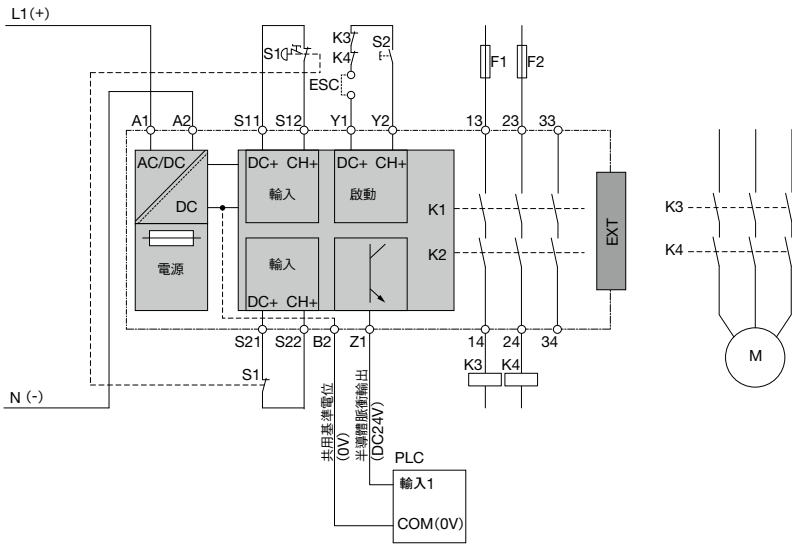 L1(+)
K3
S2
S1
K4
F1
F2
ESC
A1
A2
S11
S12
Y1
Y2
13
23
33
AC/DC
DC+
CH+
DC+
CH+
輸入
啟動
DC
K1
EXT
K3
K2
K4
電源
輸入
DC+
CH+
S21
S22
B2
Z1
14
24
34
K3
K4
M
S1
N (-)
共用基準電位
(0V)
半導體脈衝輸出
(DC24V)
PLC
輸入1
COM(0V)